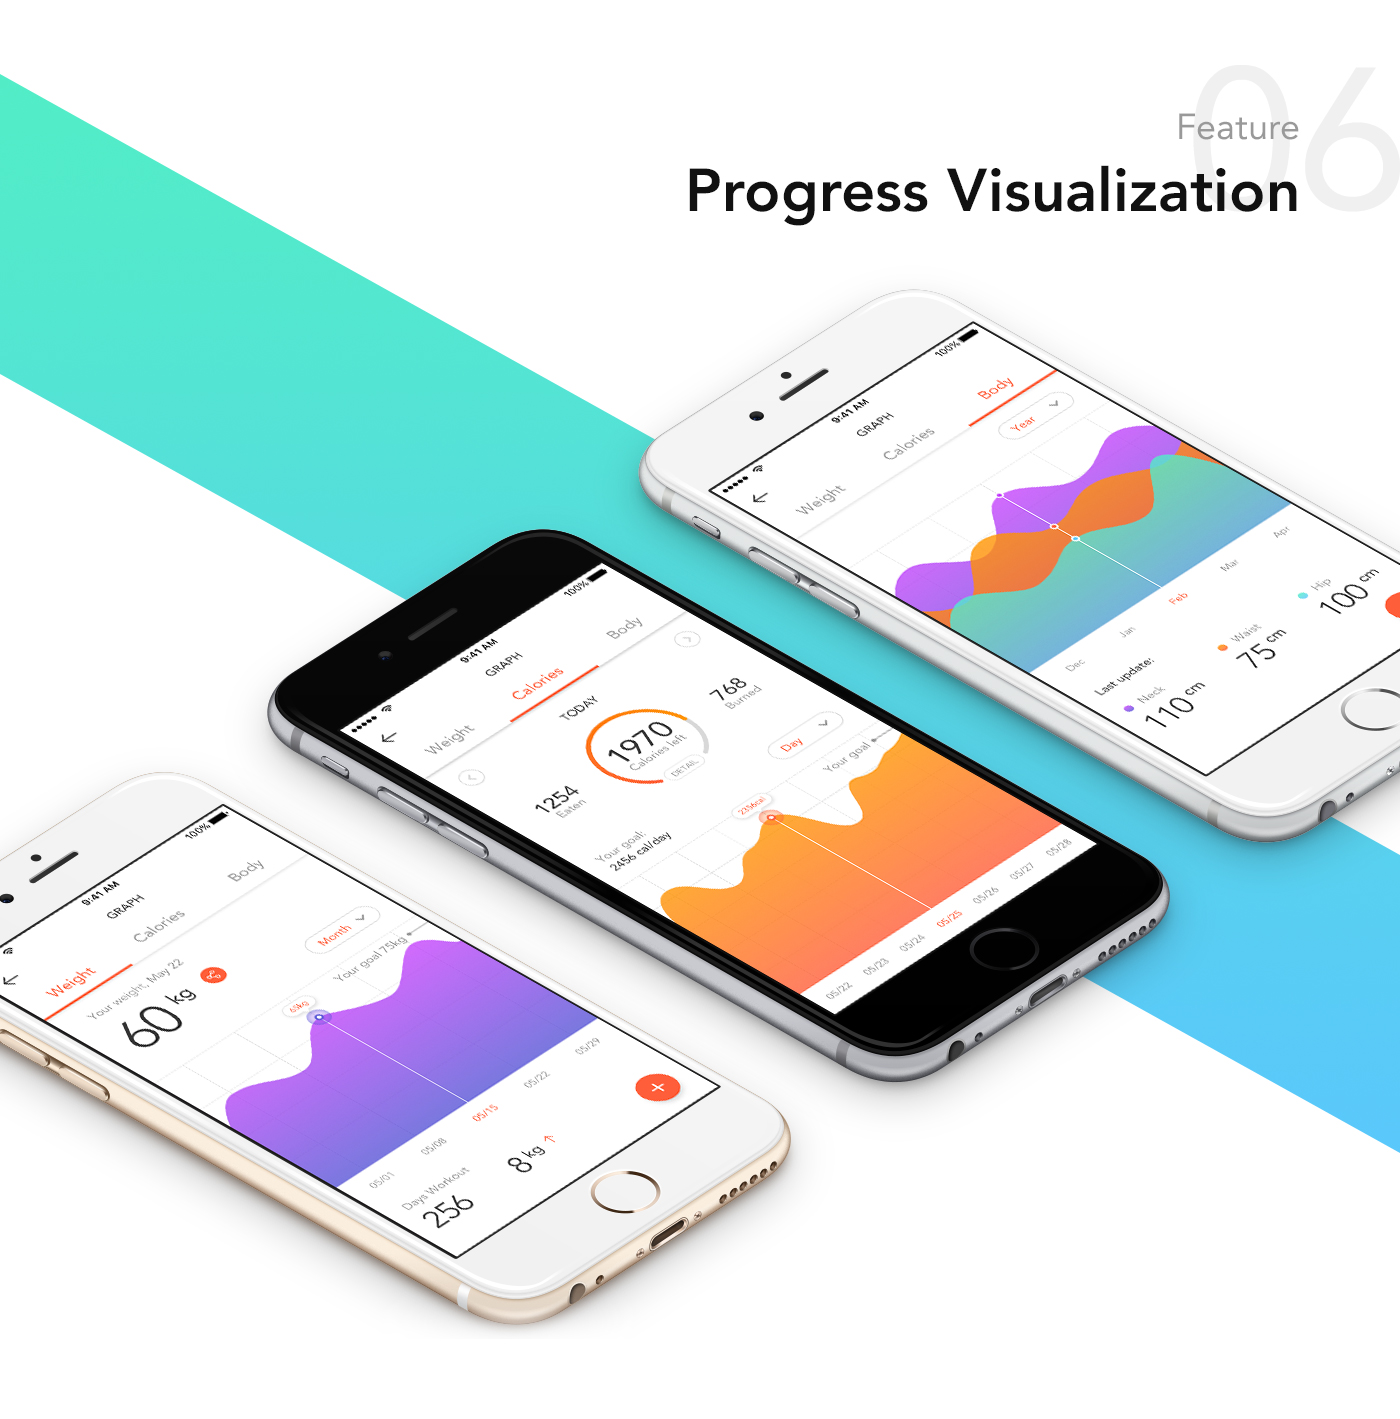 06
Feature
Progress Visualization
100%
9:41 AM
GRAPH
Weight
Calories
Body
Year
Dec
Jan
Feb
Mar
Apr
Last update:
Neck
110 cm
Waist
75 cm
Hip
100 cm
100%
9:41 AM
GRAPH
Weight
Calories
Body
TODAY
1254
Eaten
1970
Calories left
DETAIL
768
Burned
Day
Your goal:
2456 cal/day
Your goal
2356cal
05/22
05/23
05/24
05/25
05/26
05/27
05/28
100%
9:41 AM
GRAPH
Weight
Calories
Body
Your weight, May 22
60 kg
Month
Your goal 75kg
65kg
05/01
05/08
05/15
05/22
05/29
Days Workout
256
8 kg ↑
+